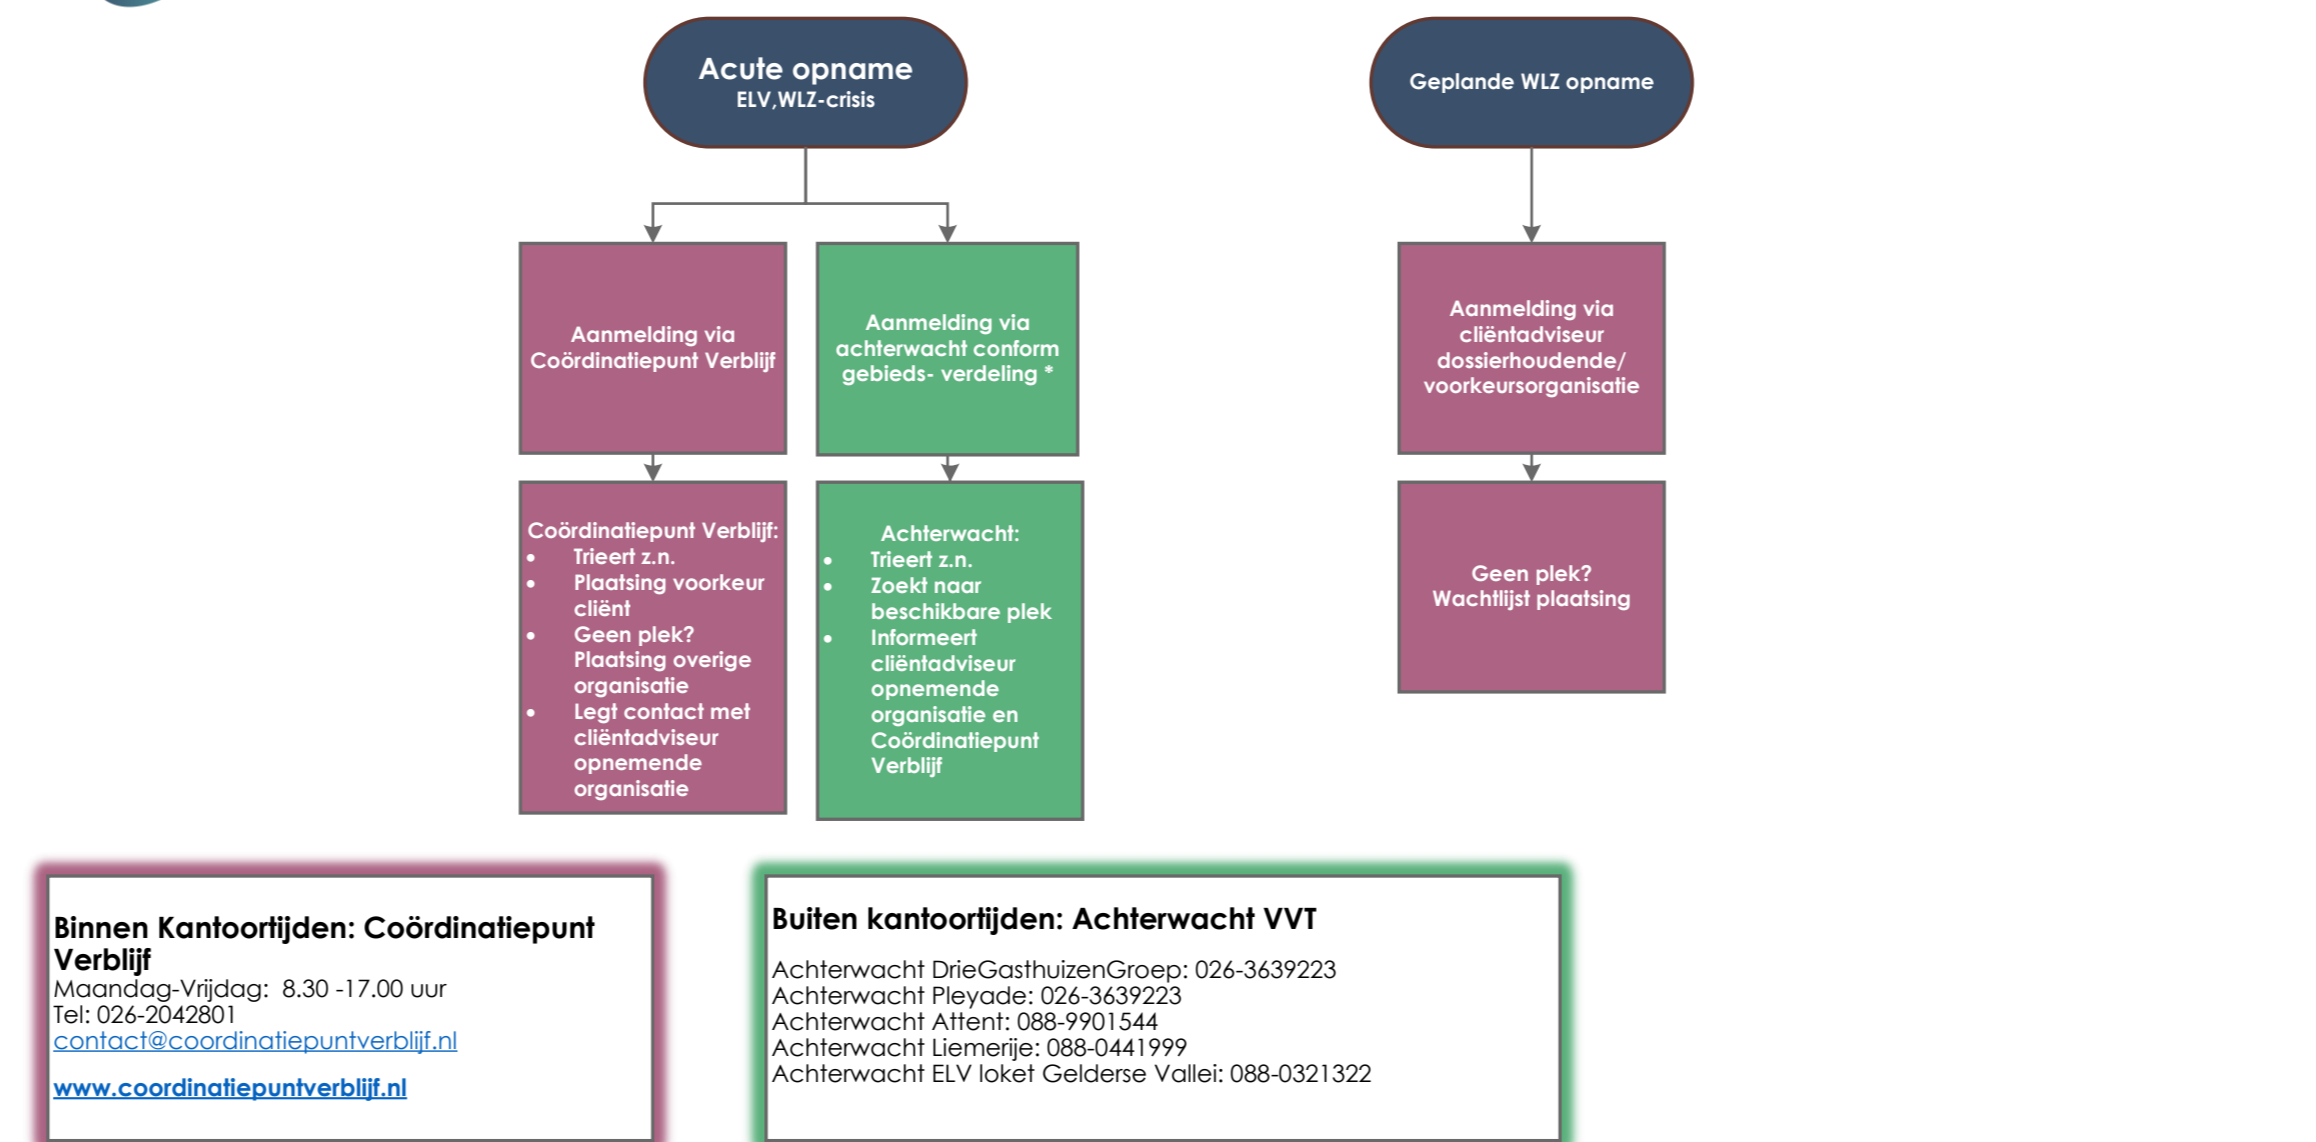 Acute opname
ELV,WLZ-crisis
Geplande WLZ opname
Aanmelding via
Coördinatiepunt Verblijf
Aanmelding via
achterwacht conform
gebieds- verdeling *
Aanmelding via
cliëntadviseur
dossierhoudende/
voorkeursorganisatie
Coördinatiepunt Verblijf:
• Trieert z.n.
• Plaatsing voorkeur
cliënt
• Geen plek?
Plaatsing overige
organisatie
• Legt contact met
cliëntadviseur
opnemende
organisatie
Achterwacht:
• Trieert z.n.
• Zoekt naar
beschikbare plek
• Informeert
cliëntadviseur
opnemende
organisatie en
Coördinatiepunt
Verblijf
Geen plek?
Wachtlijst plaatsing
Binnen Kantoortijden: Coördinatiepunt
Verblijf
Maandag-Vrijdag: 8.30 -17.00 uur
Tel: 026-2042801
contact@coordinatiepuntverblijf.nl
www.coordinatiepuntverblijf.nl
Buiten kantoortijden: Achterwacht VVT
Achterwacht DrieGasthuizenGroep: 026-3639223
Achterwacht Pleyade: 026-3639223
Achterwacht Attent: 088-9901544
Achterwacht Liemerije: 088-0441999
Achterwacht ELV loket Gelderse Vallei: 088-0321322